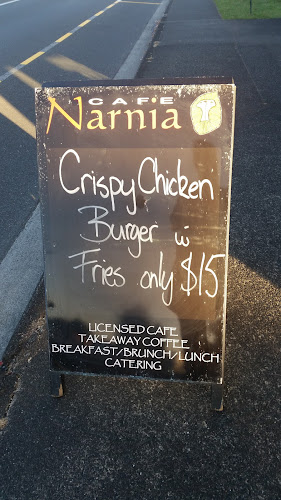 CAFE
Narnia
Crispy Chicken
Burger w
Fries only $15
LICENSED CAFE
TAKEAWAY COFFEE
BREAKFAST/BRUNCH/LUNCH
CATERING